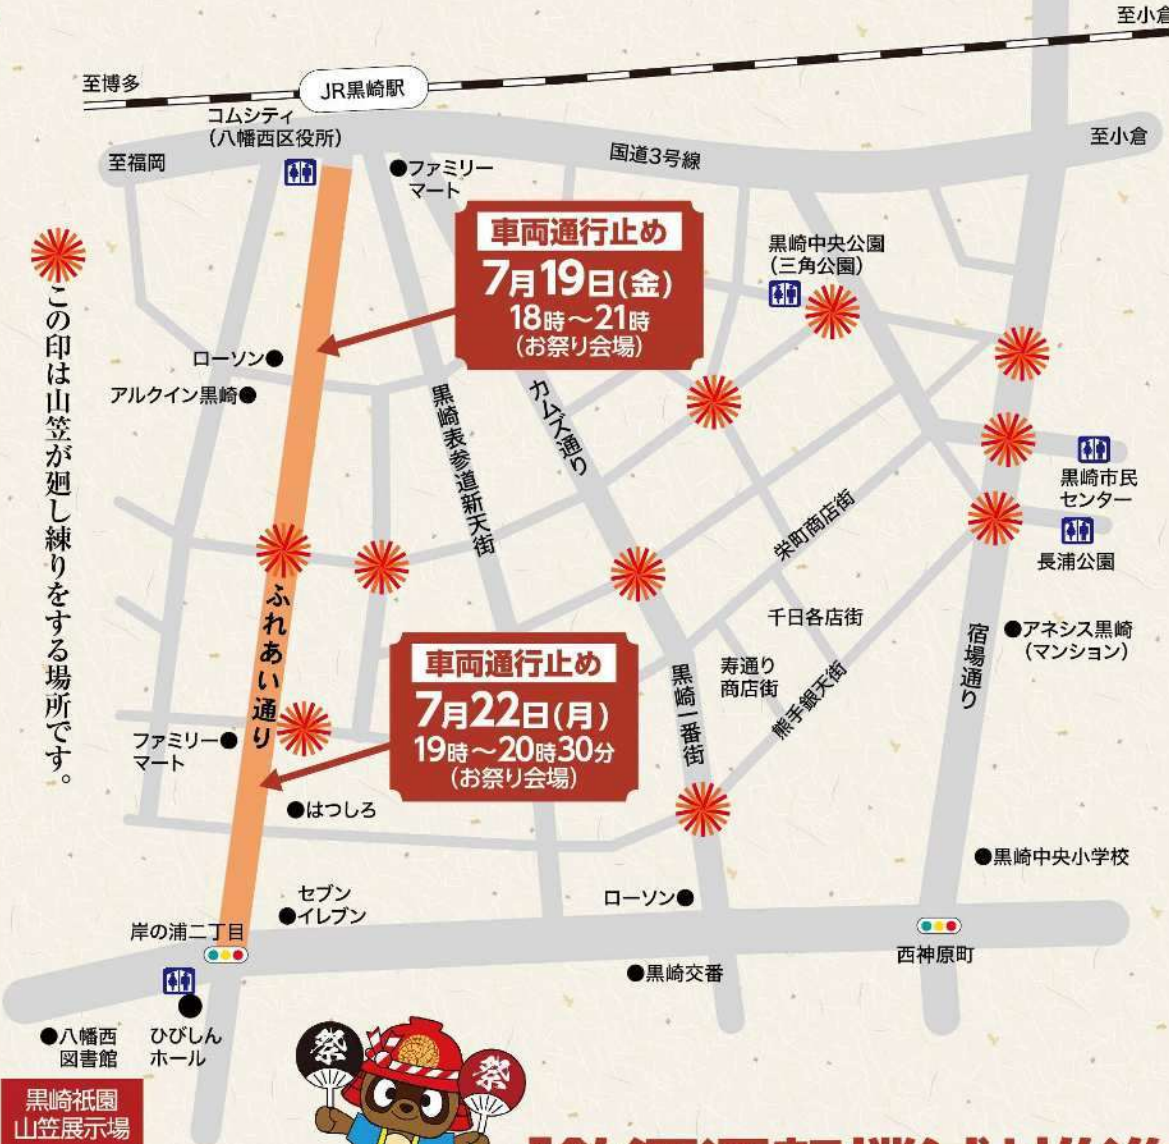 至小倉
至博多
JR黒崎駅
コムシティ
(八幡西区役所)
至福岡
国道3号線
至小倉
●ファミリー
マート
車両通行止め
7月19日(金)
18時～21時
(お祭り会場)
黒崎中央公園
(三角公園)
この印は山笠が廻し練りをする場所です。
ローソン●
アルクイン黒崎●
黒崎表参道新天街
カムズ通り
栄町商店街
黒崎市民
センター
長浦公園
ふれあい通り
千日各店街
寿通り
商店街
熊手銀天街
黒崎一番街
宿場通り
●アネシス黒崎
(マンション)
車両通行止め
7月22日(月)
19時～20時30分
(お祭り会場)
ファミリー●
マート
●はつしろ
●黒崎中央小学校
セブン
●イレブン
ローソン●
岸の浦二丁目
西神原町
●黒崎交番
●八幡西
図書館
ひびしん
ホール
祭
祭
黒崎祇園
山笠展示場